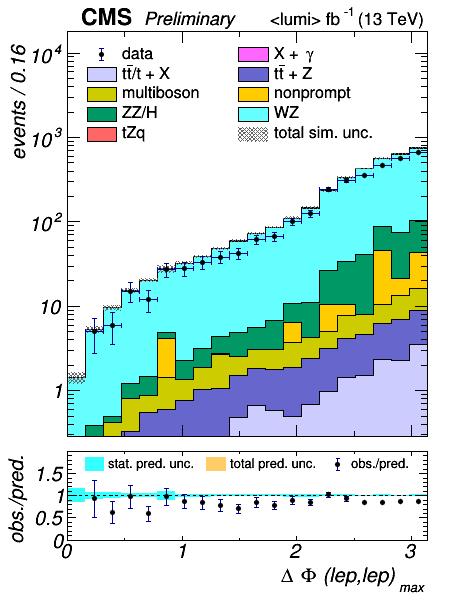 CMS Preliminary <lumi> fb⁻¹ (13 TeV)
events / 0.16
10⁴
10³
10²
10
1
data
X + γ
tt̄/t + X
tt̄ + Z
multiboson
nonprompt
ZZ/H
WZ
tZq
total sim. unc.
obs./pred.
1.5
1
0.5
0
stat. pred. unc.
total pred. unc.
obs./pred.
0 1 2 3
Δ Φ (lep,lep) max